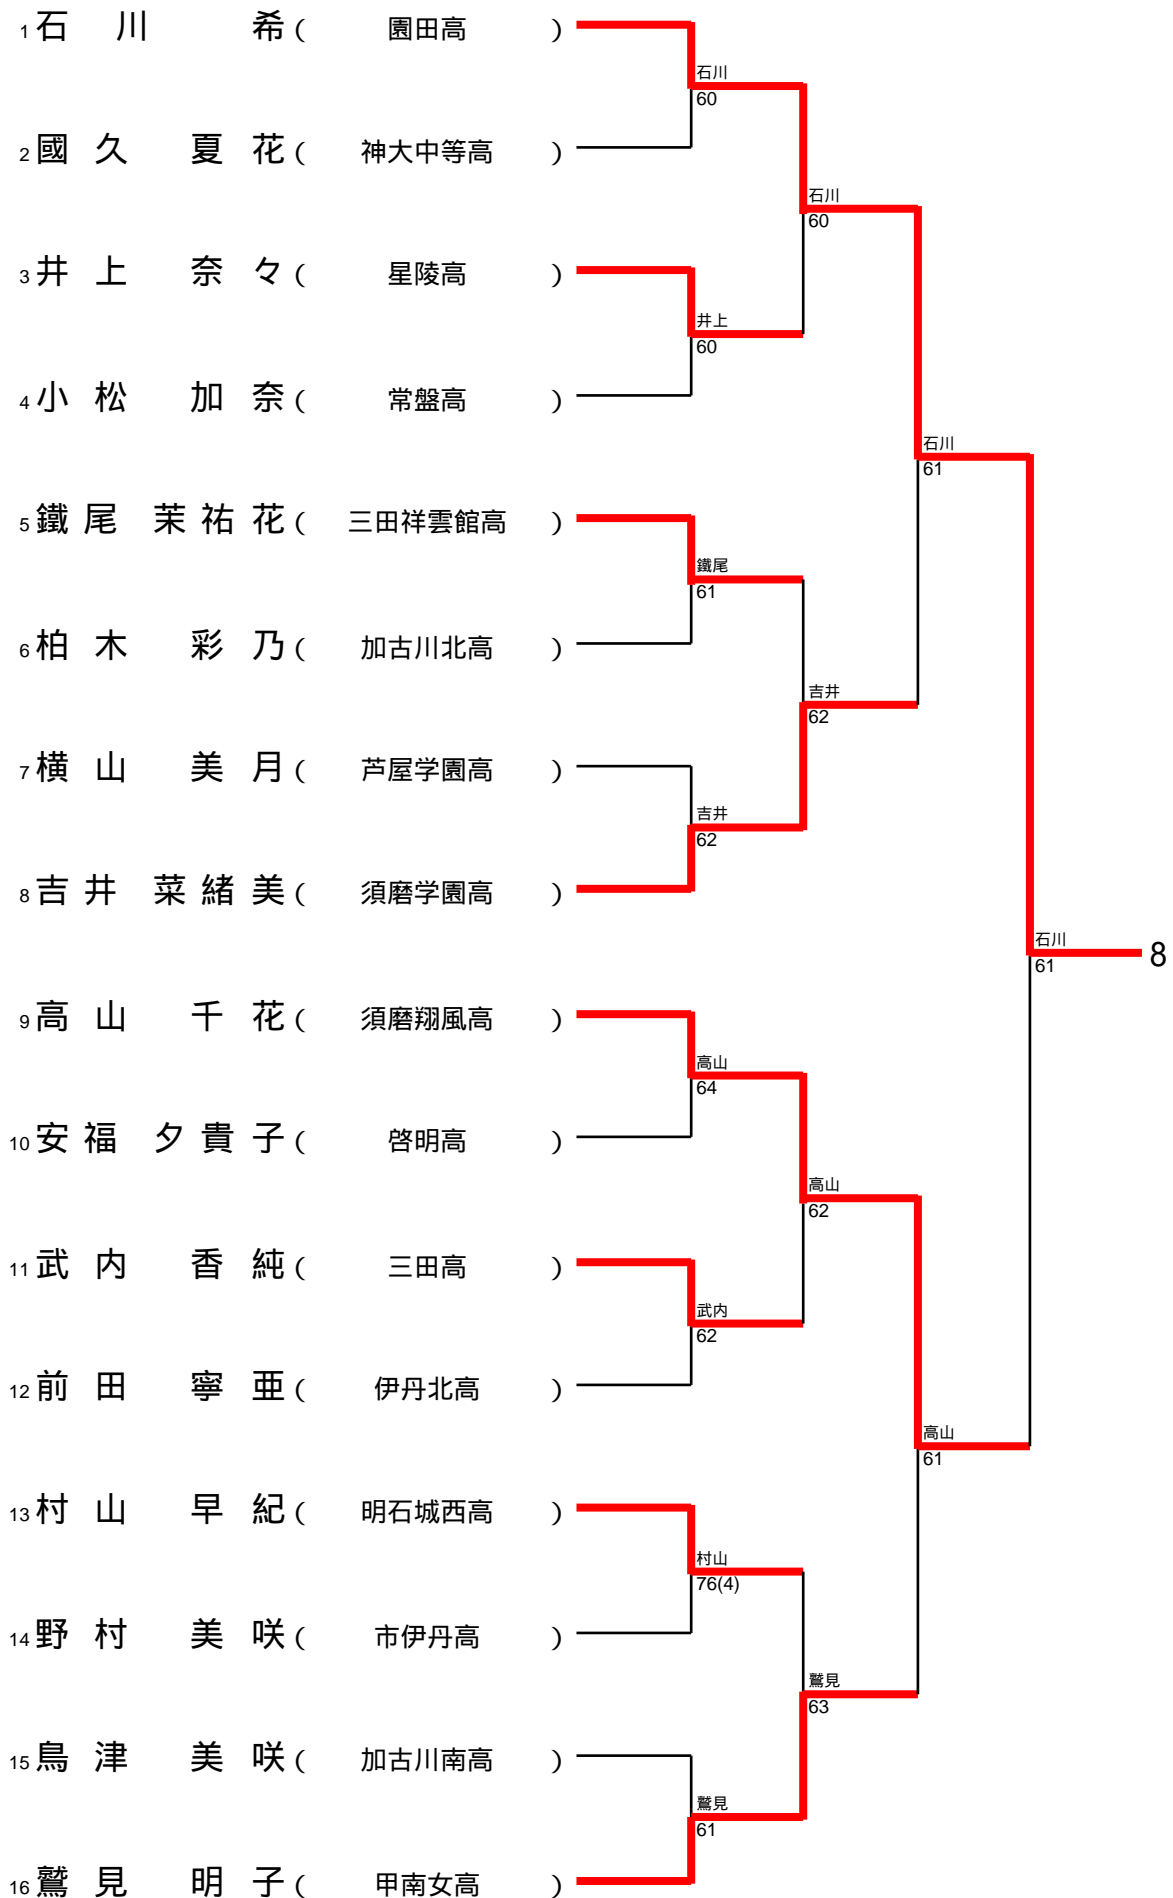 1 石川 希 ( 園田高 )
石川
60
2 國久 夏花 ( 神大中等高 )
石川
60
3 井上 奈々 ( 星陵高 )
井上
60
4 小松 加奈 ( 常盤高 )
石川
61
5 鐵尾 茉祐花 ( 三田祥雲館高 )
鐵尾
61
6 柏木 彩乃 ( 加古川北高 )
吉井
62
7 横山 美月 ( 芦屋学園高 )
吉井
62
8 吉井 菜緒美 ( 須磨学園高 )
石川
61
8
9 高山 千花 ( 須磨翔風高 )
高山
64
10 安福 夕貴子 ( 啓明高 )
高山
62
11 武内 香純 ( 三田高 )
武内
62
12 前田 寧亜 ( 伊丹北高 )
高山
61
13 村山 早紀 ( 明石城西高 )
村山
76(4)
14 野村 美咲 ( 市伊丹高 )
鷲見
63
15 鳥津 美咲 ( 加古川南高 )
鷲見
61
16 鷲見 明子 ( 甲南女高 )